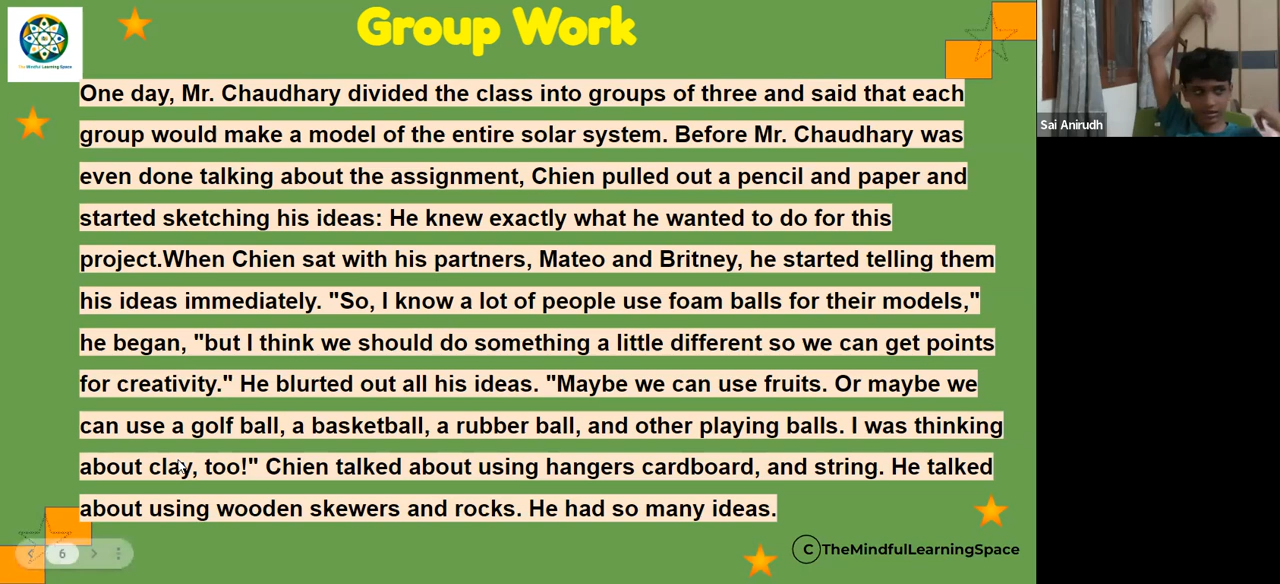 Group Work
The Mindful Learning Space
One day, Mr. Chaudhary divided the class into groups of three and said that each
group would make a model of the entire solar system. Before Mr. Chaudhary was
even done talking about the assignment, Chien pulled out a pencil and paper and
started sketching his ideas: He knew exactly what he wanted to do for this
project.When Chien sat with his partners, Mateo and Britney, he started telling them
his ideas immediately. "So, I know a lot of people use foam balls for their models,"
he began, "but I think we should do something a little different so we can get points
for creativity." He blurted out all his ideas. "Maybe we can use fruits. Or maybe we
can use a golf ball, a basketball, a rubber ball, and other playing balls. I was thinking
about clay, too!" Chien talked about using hangers cardboard, and string. He talked
about using wooden skewers and rocks. He had so many ideas.
6
C TheMindfulLearningSpace
Sai Anirudh